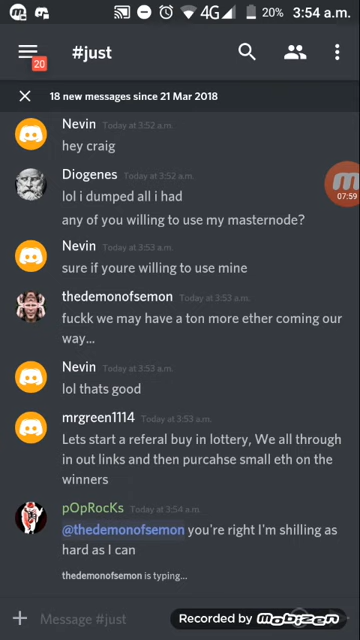 4G 20% 3:54 a.m.
#just
20
18 new messages since 21 Mar 2018
Nevin Today at 3:52 a.m.
hey craig
Diogenes Today at 3:52 a.m.
lol i dumped all i had
any of you willing to use my masternode?
07:59
Nevin Today at 3:53 a.m.
sure if youre willing to use mine
thedemonofsemon Today at 3:53 a.m.
fuckk we may have a ton more ether coming our
way...
Nevin Today at 3:53 a.m.
lol thats good
mrgreen1114 Today at 3:53 a.m.
Lets start a referal buy in lottery, We all through
in out links and then purcahse small eth on the
winners
pOpRocKs Today at 3:54 a.m.
@thedemonofsemon you're right I'm shilling as
hard as I can
thedemonofsemon is typing...
Message #just
Recorded by mobizen